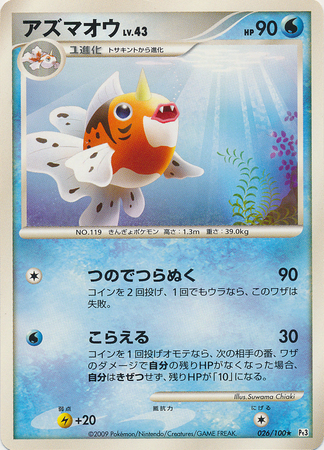 アズマオウ LV.43 HP 90
1進化 トサキントから進化
NO.119 きんぎょポケモン 高さ:1.3m 重さ:39.0kg
つのでつらぬく 90
コインを2回投げ、1回でもウラなら、このワザは
失敗。
こらえる 30
コインを1回投げオモテなら、次の相手の番、ワザ
のダメージで自分の残りHPがなくなった場合、
自分はきぜつせず、残りHPが「10」になる。
Illus.Suwama Chiaki
弱点 抵抗力 にげる
+20
026/100★ Pt3
©2009 Pokémon/Nintendo/Creatures/GAME FREAK.